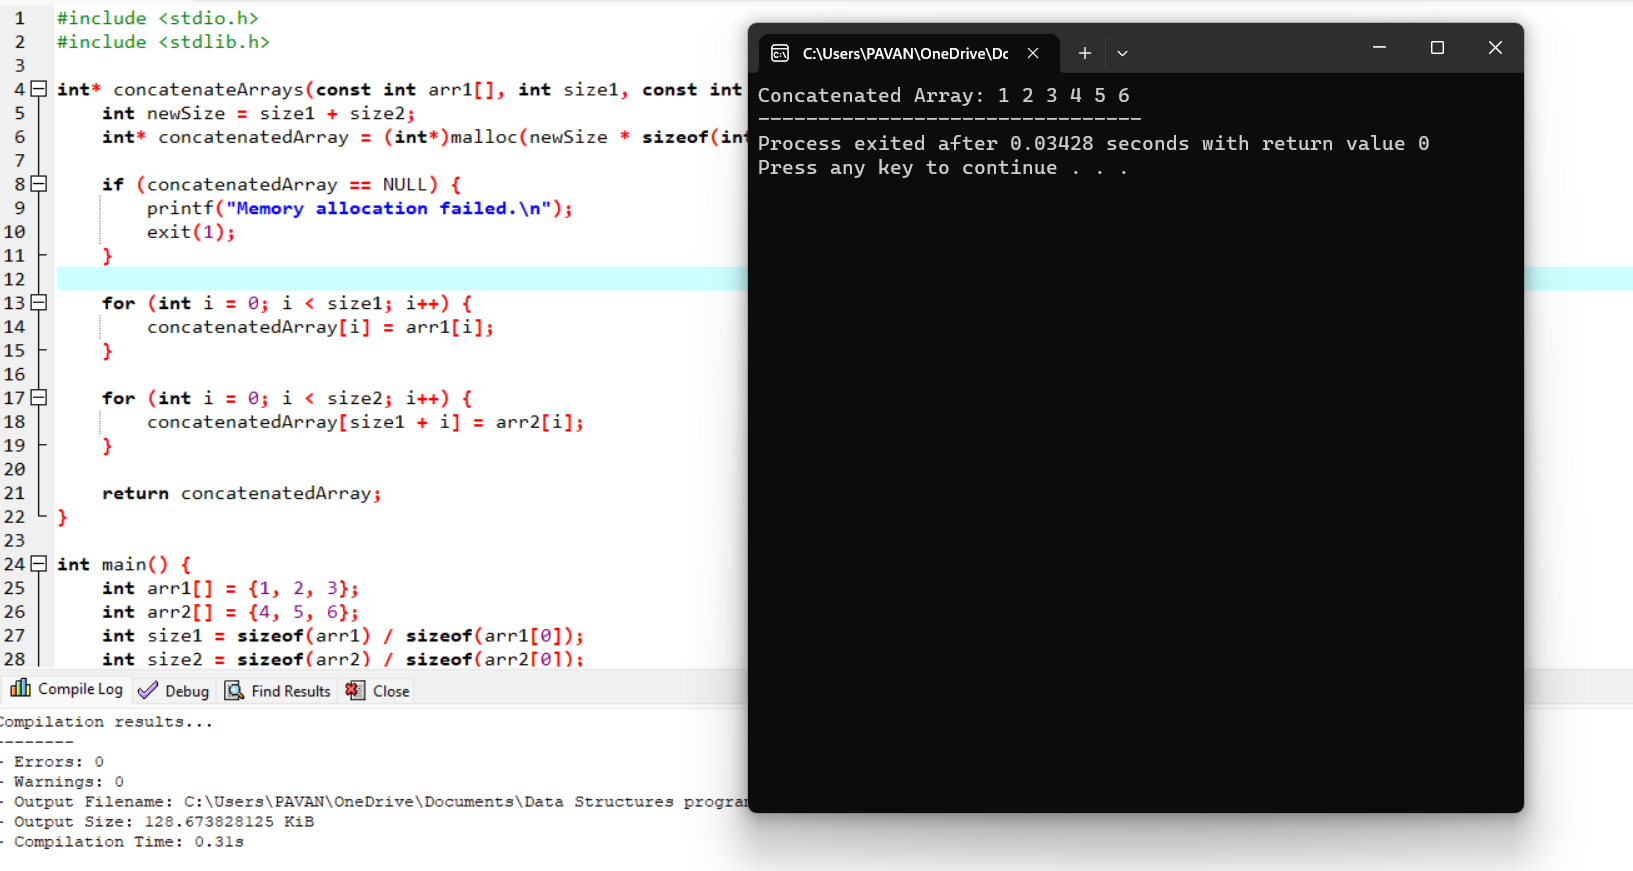 1 #include <stdio.h>
2 #include <stdlib.h>
3
4 int* concatenateArrays(const int arr1[], int size1, const int
5 int newSize = size1 + size2;
6 int* concatenatedArray = (int*)malloc(newSize * sizeof(int
7
8 if (concatenatedArray == NULL) {
9 printf("Memory allocation failed.\n");
10 exit(1);
11 }
12
13 for (int i = 0; i < size1; i++) {
14 concatenatedArray[i] = arr1[i];
15 }
16
17 for (int i = 0; i < size2; i++) {
18 concatenatedArray[size1 + i] = arr2[i];
19 }
20
21 return concatenatedArray;
22 }
23
24 int main() {
25 int arr1[] = {1, 2, 3};
26 int arr2[] = {4, 5, 6};
27 int size1 = sizeof(arr1) / sizeof(arr1[0]);
28 int size2 = sizeof(arr2) / sizeof(arr2[0]);
C:\Users\PAVAN\OneDrive\Dc
Concatenated Array: 1 2 3 4 5 6
--------------------------------
Process exited after 0.03428 seconds with return value 0
Press any key to continue . . .
Compile Log Debug Find Results Close
Compilation results...
--------
- Errors: 0
- Warnings: 0
- Output Filename: C:\Users\PAVAN\OneDrive\Documents\Data Structures program
- Output Size: 128.673828125 KiB
- Compilation Time: 0.31s